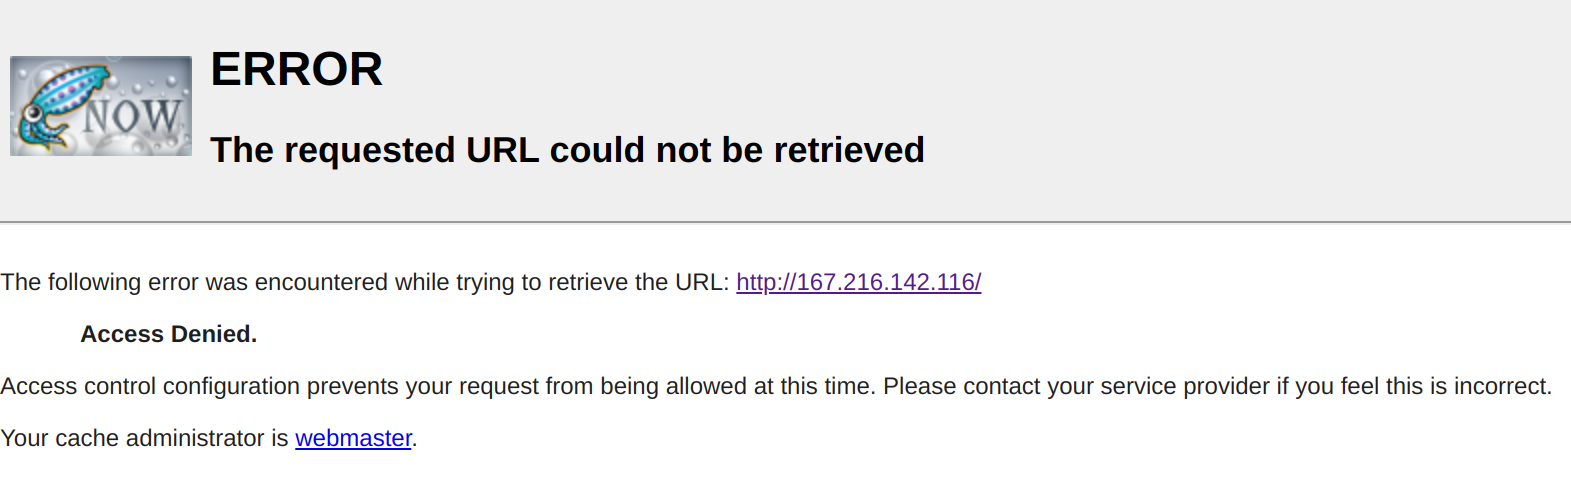 NOW
ERROR
The requested URL could not be retrieved
The following error was encountered while trying to retrieve the URL: http://167.216.142.116/
Access Denied.
Access control configuration prevents your request from being allowed at this time. Please contact your service provider if you feel this is incorrect.
Your cache administrator is webmaster.